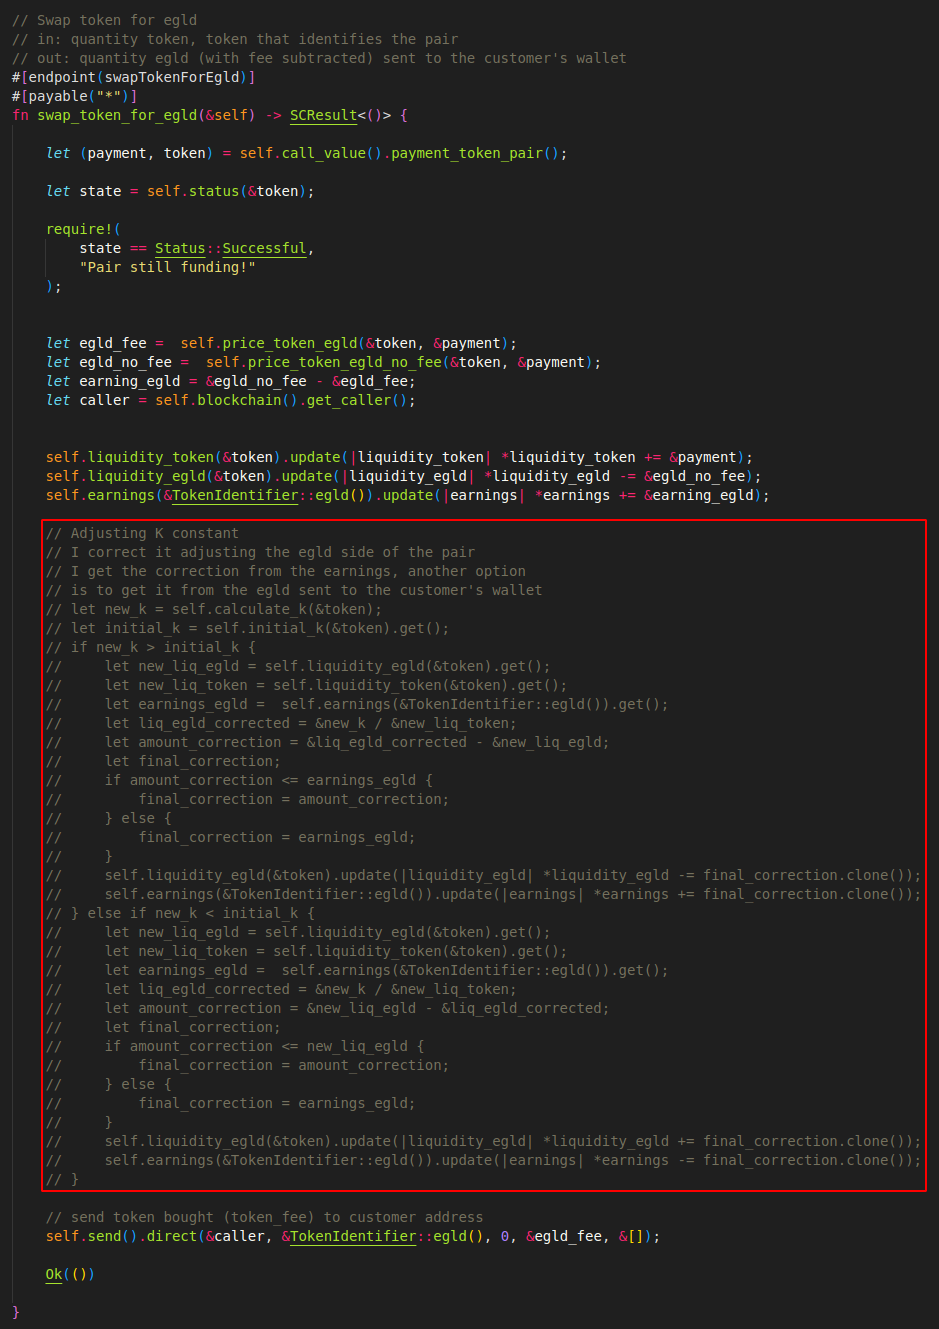 // Swap token for egld
// in: quantity token, token that identifies the pair
// out: quantity egld (with fee subtracted) sent to the customer's wallet
#[endpoint(swapTokenForEgld)]
#[payable("*")]
fn swap_token_for_egld(&self) -> SCResult<()> {
let (payment, token) = self.call_value().payment_token_pair();
let state = self.status(&token);
require!(
state == Status::Successful,
"Pair still funding!"
);
let egld_fee =  self.price_token_egld(&token, &payment);
let egld_no_fee =  self.price_token_egld_no_fee(&token, &payment);
let earning_egld = &egld_no_fee - &egld_fee;
let caller = self.blockchain().get_caller();
self.liquidity_token(&token).update(|liquidity_token| *liquidity_token += &payment);
self.liquidity_egld(&token).update(|liquidity_egld| *liquidity_egld -= &egld_no_fee);
self.earnings(&TokenIdentifier::egld()).update(|earnings| *earnings += &earning_egld);
// Adjusting K constant
// I correct it adjusting the egld side of the pair
// I get the correction from the earnings, another option
// is to get it from the egld sent to the customer's wallet
// let new_k = self.calculate_k(&token);
// let initial_k = self.initial_k(&token).get();
// if new_k > initial_k {
//     let new_liq_egld = self.liquidity_egld(&token).get();
//     let new_liq_token = self.liquidity_token(&token).get();
//     let earnings_egld =  self.earnings(&TokenIdentifier::egld()).get();
//     let liq_egld_corrected = &new_k / &new_liq_token;
//     let amount_correction = &liq_egld_corrected - &new_liq_egld;
//     let final_correction;
//     if amount_correction <= earnings_egld {
//         final_correction = amount_correction;
//     } else {
//         final_correction = earnings_egld;
//     }
//     self.liquidity_egld(&token).update(|liquidity_egld| *liquidity_egld -= final_correction.clone());
//     self.earnings(&TokenIdentifier::egld()).update(|earnings| *earnings += final_correction.clone());
// } else if new_k < initial_k {
//     let new_liq_egld = self.liquidity_egld(&token).get();
//     let new_liq_token = self.liquidity_token(&token).get();
//     let earnings_egld =  self.earnings(&TokenIdentifier::egld()).get();
//     let liq_egld_corrected = &new_k / &new_liq_token;
//     let amount_correction = &new_liq_egld - &liq_egld_corrected;
//     let final_correction;
//     if amount_correction <= new_liq_egld {
//         final_correction = amount_correction;
//     } else {
//         final_correction = earnings_egld;
//     }
//     self.liquidity_egld(&token).update(|liquidity_egld| *liquidity_egld += final_correction.clone());
//     self.earnings(&TokenIdentifier::egld()).update(|earnings| *earnings -= final_correction.clone());
// }
// send token bought (token_fee) to customer address
self.send().direct(&caller, &TokenIdentifier::egld(), 0, &egld_fee, &[]);
Ok(())
}